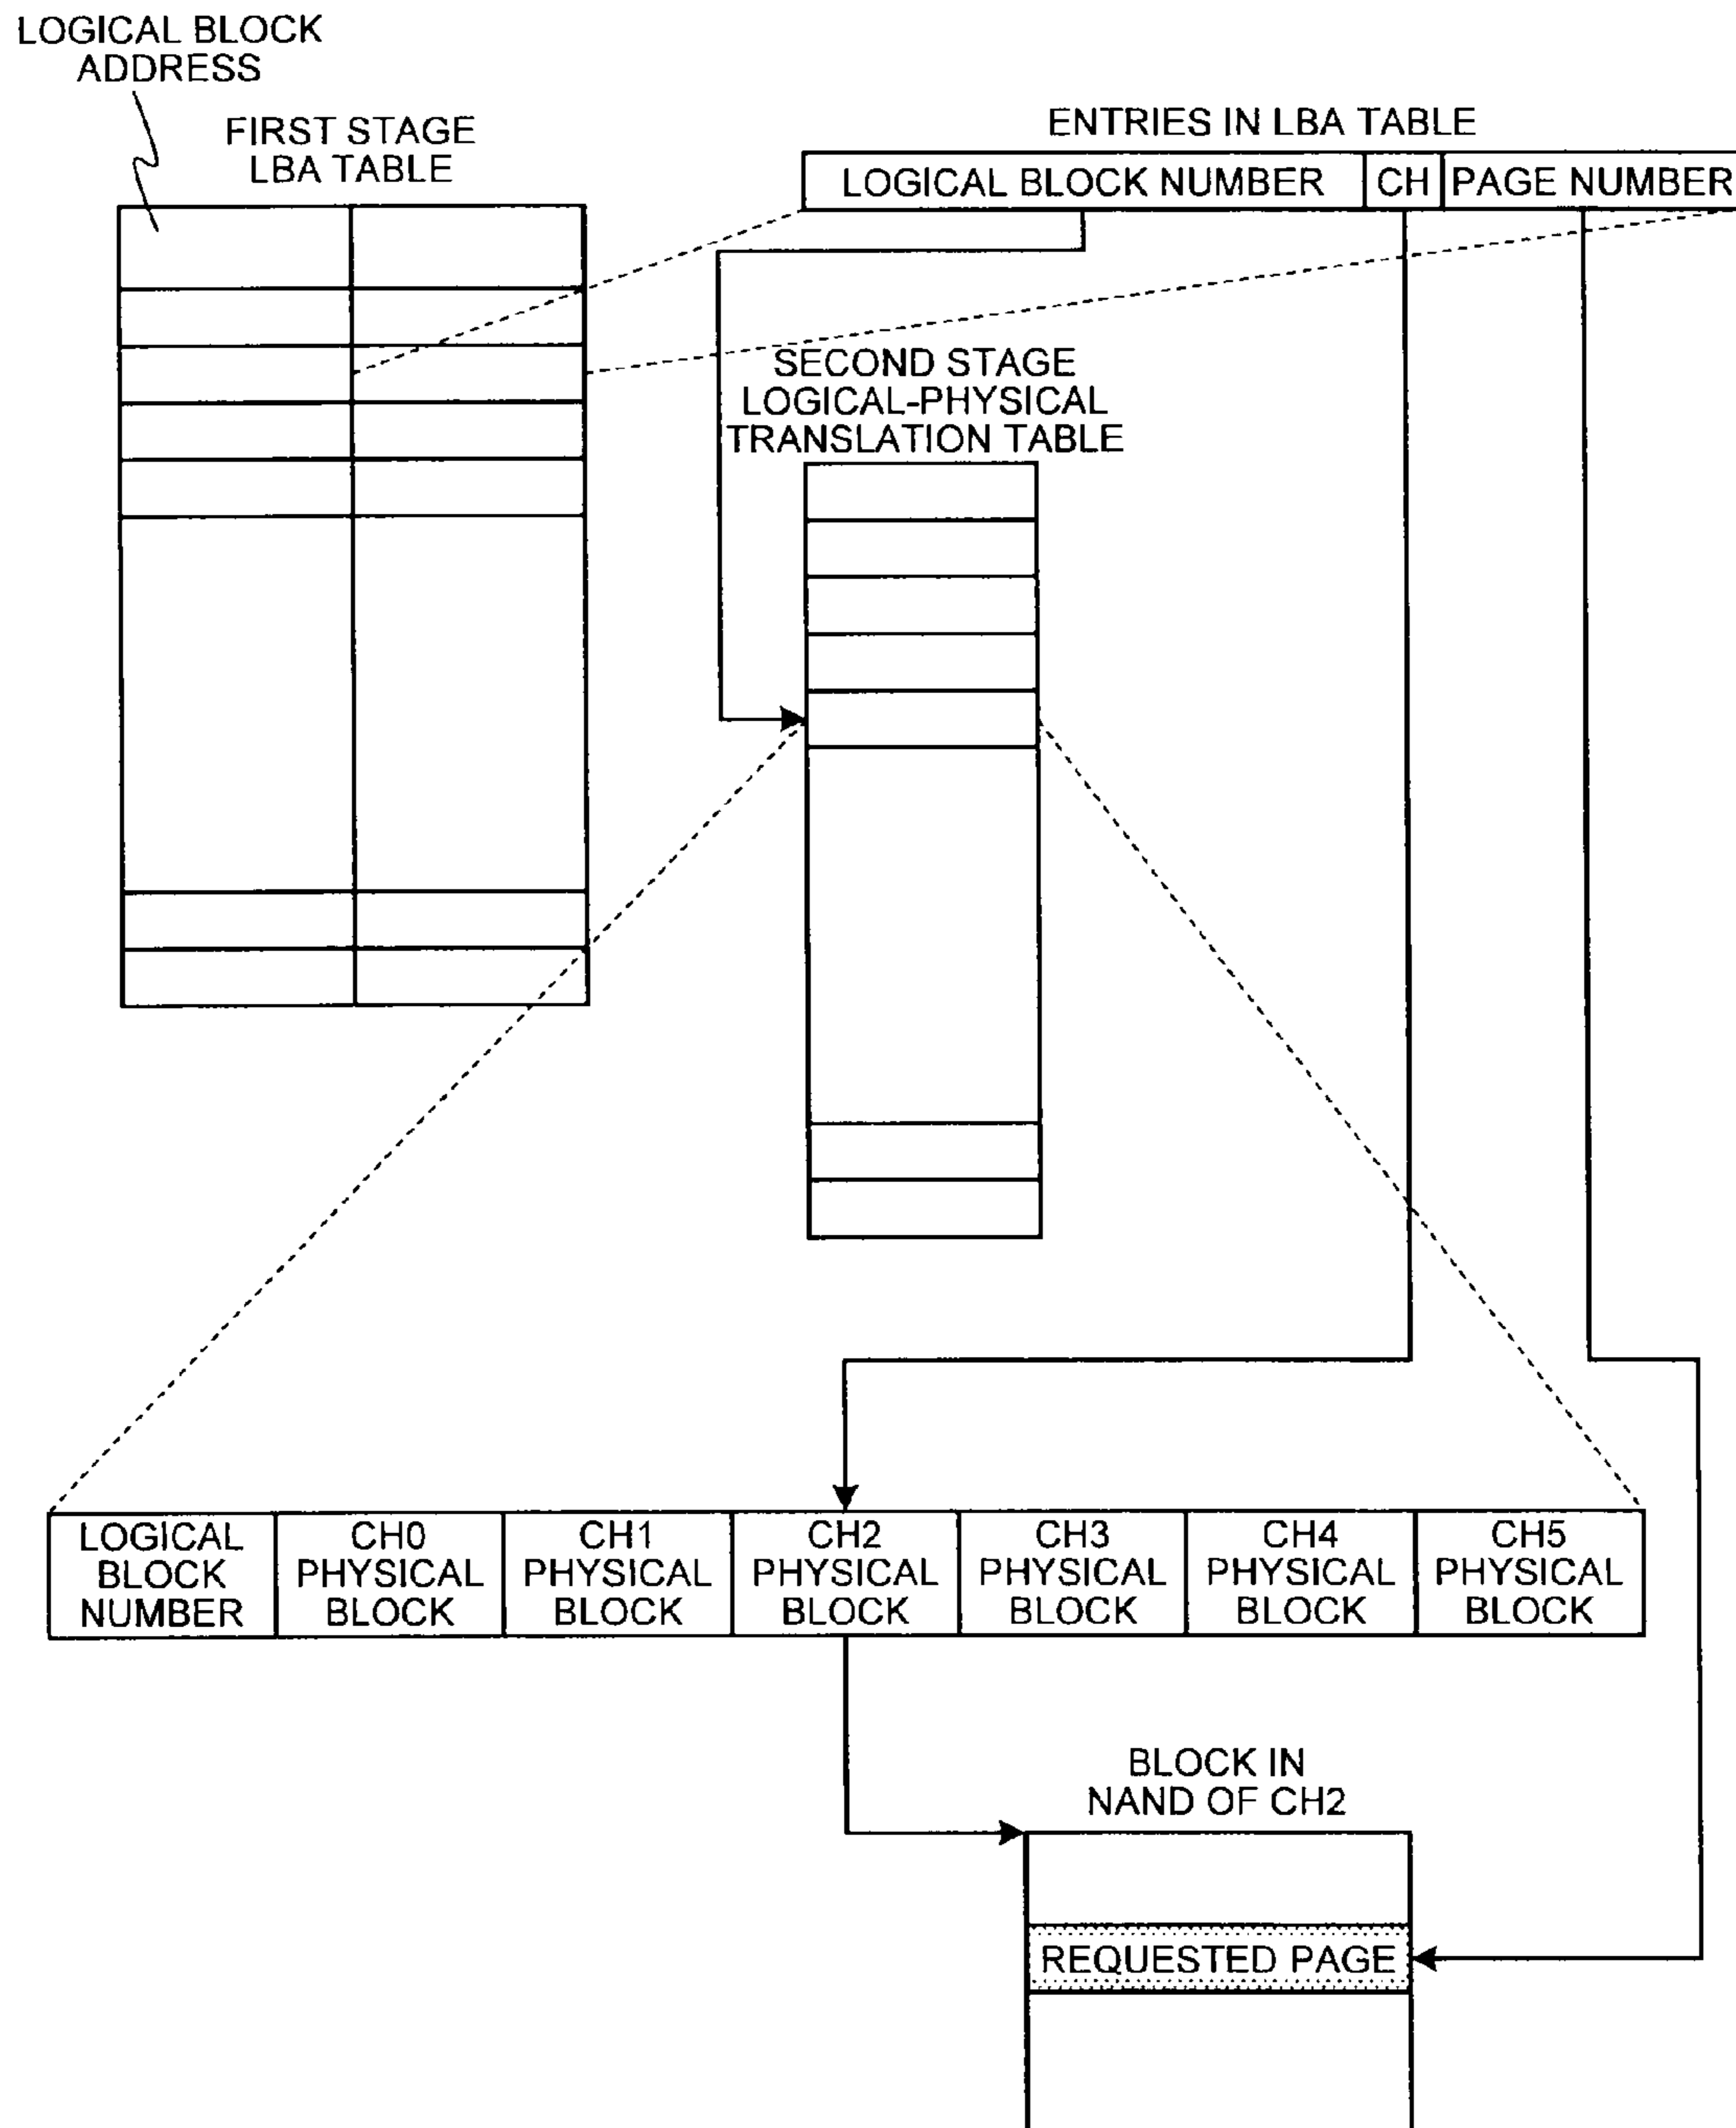 LOGICAL BLOCK
ADDRESS
FIRST STAGE
LBA TABLE
ENTRIES IN LBA TABLE
LOGICAL BLOCK NUMBER CH PAGE NUMBER
SECOND STAGE
LOGICAL-PHYSICAL
TRANSLATION TABLE
LOGICAL
BLOCK
NUMBER
CH0
PHYSICAL
BLOCK
CH1
PHYSICAL
BLOCK
CH2
PHYSICAL
BLOCK
CH3
PHYSICAL
BLOCK
CH4
PHYSICAL
BLOCK
CH5
PHYSICAL
BLOCK
BLOCK IN
NAND OF CH2
REQUESTED PAGE